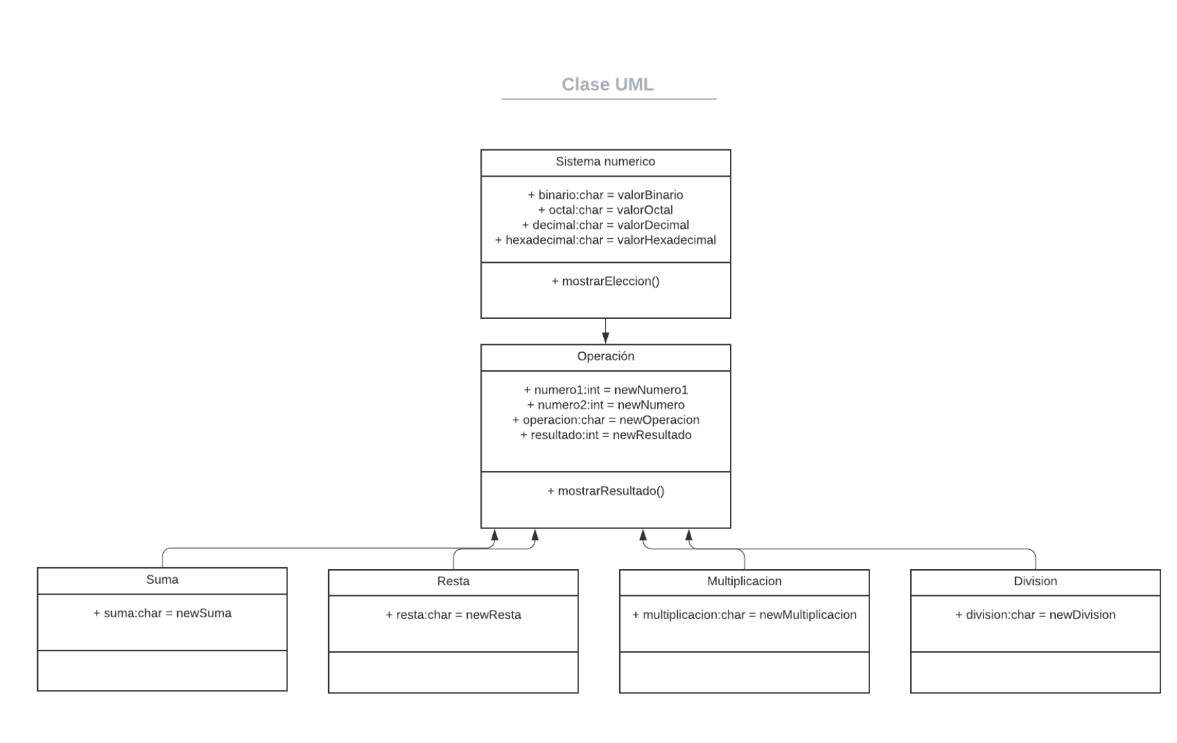 Clase UML
Sistema numerico
+ binario:char = valorBinario
+ octal:char = valorOctal
+ decimal:char = valorDecimal
+ hexadecimal:char = valorHexadecimal
+ mostrarEleccion()
Operación
+ numero1:int = newNumero1
+ numero2:int = newNumero
+ operacion:char = newOperacion
+ resultado:int = newResultado
+ mostrarResultado()
Suma
+ suma:char = newSuma
Resta
+ resta:char = newResta
Multiplicacion
+ multiplicacion:char = newMultiplicacion
Division
+ division:char = newDivision